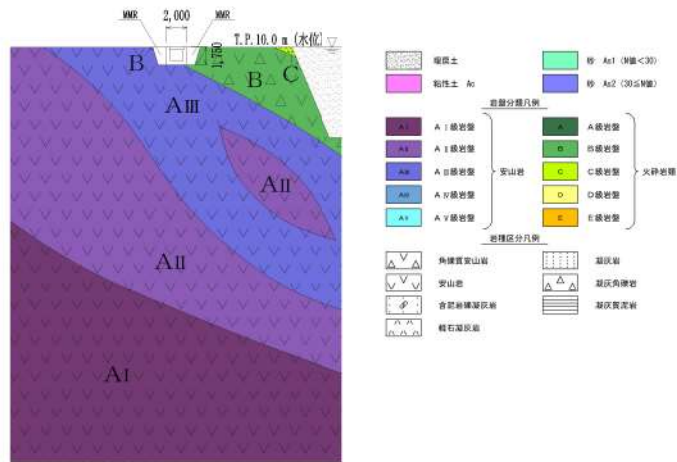 MMR
2,000
MMR
T.P.10.0 m (水位)
1,750
B
B
C
AIII
AII
AII
AI
埋戻土
粘性土 Ac
砂 As1 (N値<30)
砂 As2 (30≦N値)
岩盤分類凡例
AI
AⅠ級岩盤
AII
AⅡ級岩盤
AIII
AⅢ級岩盤
AIV
AⅣ級岩盤
AV
AⅤ級岩盤
安山岩
A
A級岩盤
B
B級岩盤
C
C級岩盤
D
D級岩盤
E
E級岩盤
火砕岩類
岩種区分凡例
角礫質安山岩
安山岩
含泥岩礫凝灰岩
軽石凝灰岩
凝灰岩
凝灰角礫岩
凝灰質泥岩